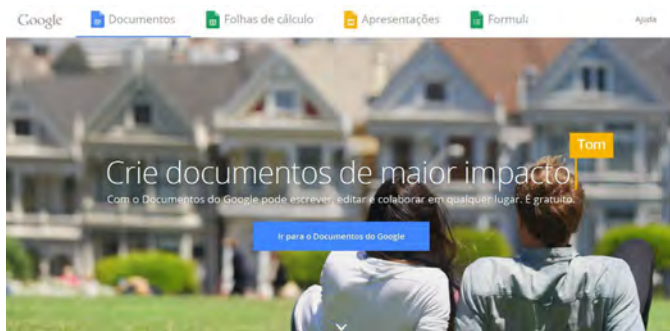 Google
Documentos
Folhas de cálculo
Apresentações
Formula
Ajuda
Tom
Crie documentos de maior impacto.
Com o Documentos do Google pode escrever, editar e colaborar em qualquer lugar. É gratuito.
Ir para o Documentos do Google